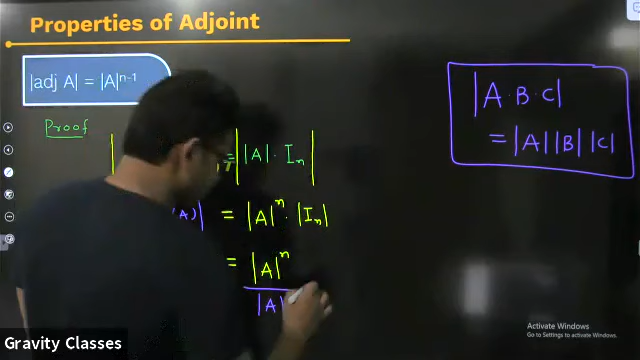 Properties of Adjoint
|adj A| = |A|ⁿ⁻¹
Proof
| = | |A| · Iₙ |
A)| = |A|ⁿ · |Iₙ|
= |A|ⁿ
|A|
|A · B · C|
= |A| |B| |C|
Activate Windows
Go to Settings to activate Windows.
Gravity Classes